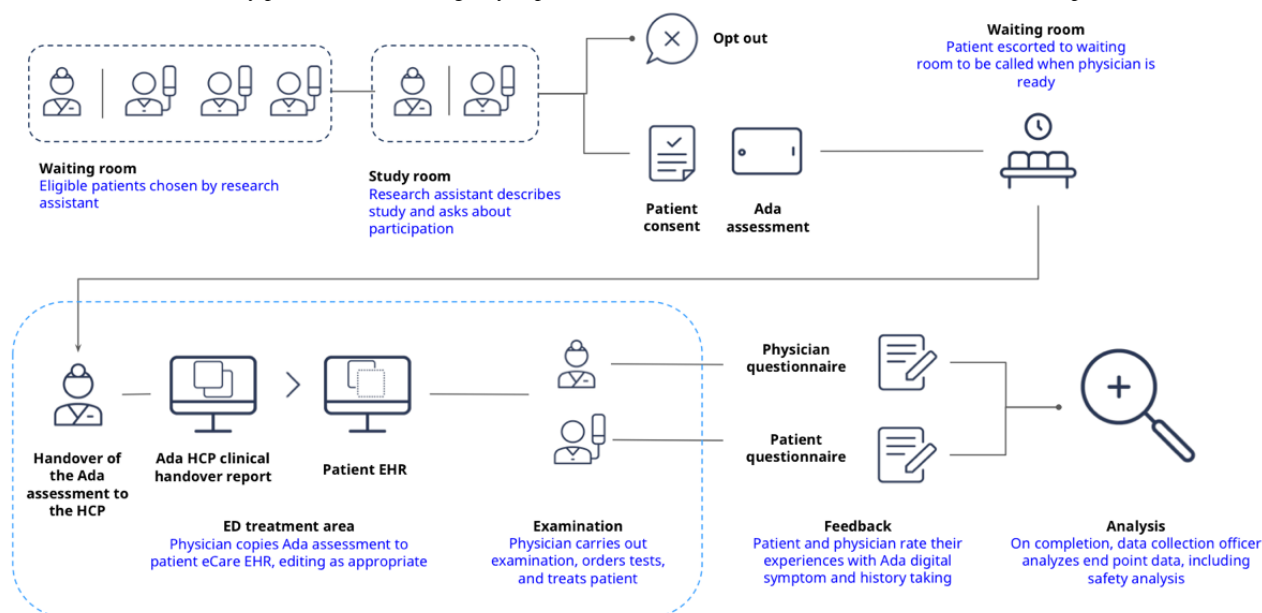 Opt out
Waiting room
Patient escorted to waiting
room to be called when physician is
ready
Waiting room
Eligible patients chosen by research
assistant
Study room
Research assistant describes
study and asks about
participation
Patient
consent
Ada
assessment
Handover of
the Ada
assessment to
the HCP
Ada HCP clinical
handover report
Patient EHR
Physician
questionnaire
Patient
questionnaire
ED treatment area
Physician copies Ada assessment to
patient eCare EHR, editing as appropriate
Examination
Physician carries out
examination, orders tests,
and treats patient
Feedback
Patient and physician rate their
experiences with Ada digital
symptom and history taking
Analysis
On completion, data collection officer
analyzes end point data, including
safety analysis